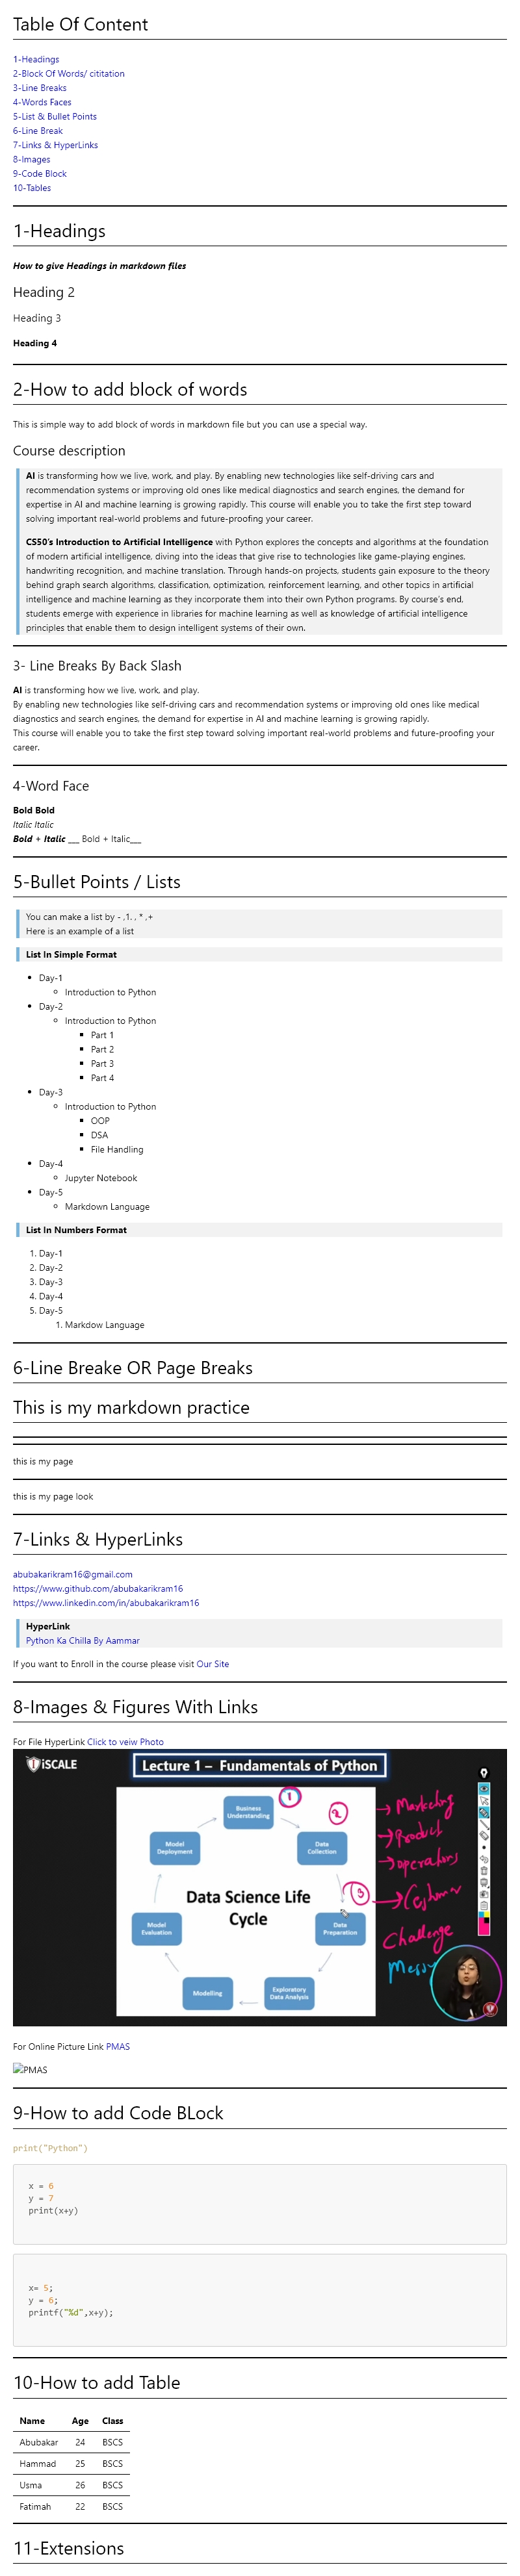 Table Of Content
1-Headings
2-Block Of Words/ cititation
3-Line Breaks
4-Words Faces
5-List & Bullet Points
6-Line Break
7-Links & HyperLinks
8-Images
9-Code Block
10-Tables
1-Headings
How to give Headings in markdown files
Heading 2
Heading 3
Heading 4
2-How to add block of words
This is simple way to add block of words in markdown file but you can use a special way.
Course description
AI is transforming how we live, work, and play. By enabling new technologies like self-driving cars and
recommendation systems or improving old ones like medical diagnostics and search engines, the demand for
expertise in AI and machine learning is growing rapidly. This course will enable you to take the first step toward
solving important real-world problems and future-proofing your career.
CS50's Introduction to Artificial Intelligence with Python explores the concepts and algorithms at the foundation
of modern artificial intelligence, diving into the ideas that give rise to technologies like game-playing engines,
handwriting recognition, and machine translation. Through hands-on projects, students gain exposure to the theory
behind graph search algorithms, classification, optimization, reinforcement learning, and other topics in artificial
intelligence and machine learning as they incorporate them into their own Python programs. By course's end,
students emerge with experience in libraries for machine learning as well as knowledge of artificial intelligence
principles that enable them to design intelligent systems of their own.
3- Line Breaks By Back Slash
AI is transforming how we live, work, and play.
By enabling new technologies like self-driving cars and recommendation systems or improving old ones like medical
diagnostics and search engines, the demand for expertise in AI and machine learning is growing rapidly.
This course will enable you to take the first step toward solving important real-world problems and future-proofing your
career.
4-Word Face
Bold Bold
Italic Italic
Bold + Italic ___ Bold + Italic___
5-Bullet Points / Lists
You can make a list by - ,1. , * ,+
Here is an example of a list
List In Simple Format
• Day-1
◦ Introduction to Python
• Day-2
◦ Introduction to Python
▪ Part 1
▪ Part 2
▪ Part 3
▪ Part 4
• Day-3
◦ Introduction to Python
▪ OOP
▪ DSA
▪ File Handling
• Day-4
◦ Jupyter Notebook
• Day-5
◦ Markdown Language
List In Numbers Format
1. Day-1
2. Day-2
3. Day-3
4. Day-4
5. Day-5
1. Markdow Language
6-Line Breake OR Page Breaks
This is my markdown practice
this is my page
this is my page look
7-Links & HyperLinks
abubakarikram16@gmail.com
https://www.github.com/abubakarikram16
https://www.linkedin.com/in/abubakarikram16
HyperLink
Python Ka Chilla By Aammar
If you want to Enroll in the course please visit Our Site
8-Images & Figures With Links
For File HyperLink Click to veiw Photo
iSCALE
Lecture 1 – Fundamentals of Python
1
2
Business Understanding
Data Collection
Model Deployment
Marketing
Product
operations
3
Customer
Data Science Life Cycle
Model Evaluation
Data Preparation
Challenge
Modelling
Exploratory Data Analysis
For Online Picture Link PMAS
PMAS
9-How to add Code BLock
print("Python")
x = 6
y = 7
print(x+y)
x= 5;
y = 6;
printf("%d",x+y);
10-How to add Table
Name Age Class
Abubakar 24 BSCS
Hammad 25 BSCS
Usma 26 BSCS
Fatimah 22 BSCS
11-Extensions